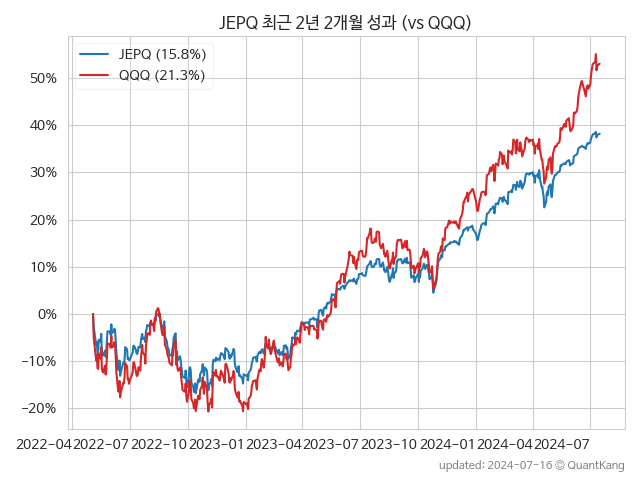 JEPQ 최근 2년 2개월 성과 (vs QQQ)
JEPQ (15.8%)
QQQ (21.3%)
50%
40%
30%
20%
10%
0%
−10%
−20%
2022-04 2022-07 2022-10 2023-01 2023-04 2023-07 2023-10 2024-01 2024-04 2024-07
updated: 2024-07-16 © QuantKang